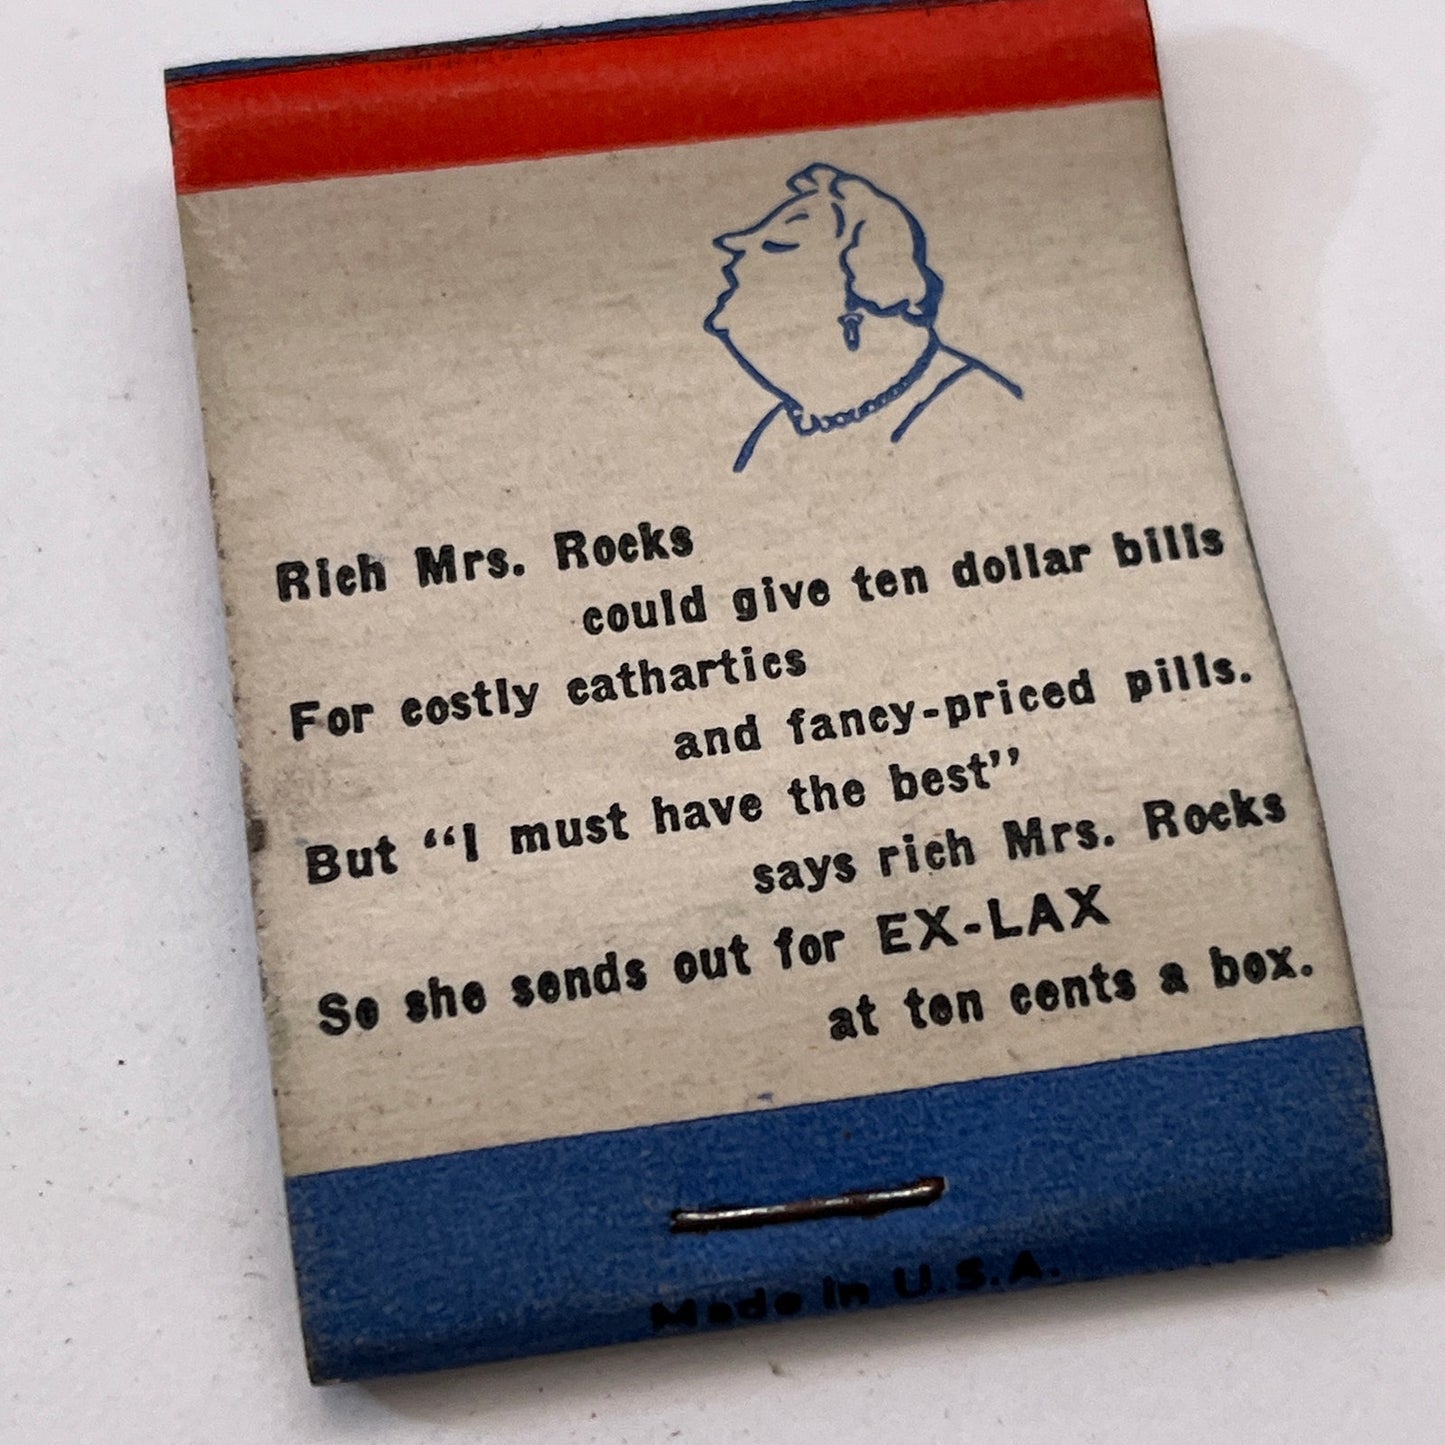 Rich Mrs. Rocks
could give ten dollar bills
For costly cathartics
and fancy-priced pills.
But “I must have the best”
says rich Mrs. Rocks
So she sends out for EX-LAX
at ten cents a box.
Made in U.S.A.